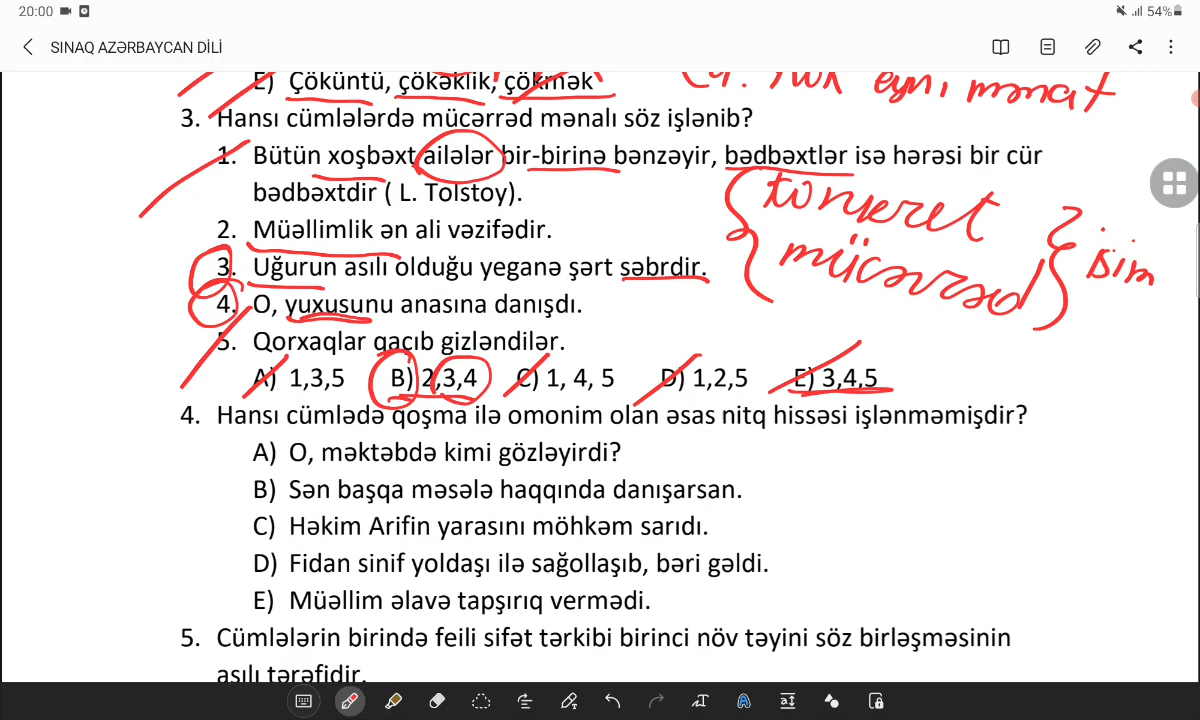 20:00 54%
SINAQ AZƏRBAYCAN DİLİ
E) Çöküntü, çökəklik, çökmək
eyni məna
3. Hansı cümlələrdə mücərrəd mənalı söz işlənib?
1. Bütün xoşbəxt ailələr bir-birinə bənzəyir, bədbəxtlər isə hərəsi bir cür
bədbəxtdir ( L. Tolstoy).
konkret
2. Müəllimlik ən ali vəzifədir.
mücərrəd
isim
3. Uğurun asılı olduğu yeganə şərt səbrdir.
4. O, yuxusunu anasına danışdı.
5. Qorxaqlar qaçıb gizləndilər.
A) 1,3,5 B) 2,3,4 C) 1, 4, 5 D) 1,2,5 E) 3,4,5
4. Hansı cümlədə qoşma ilə omonim olan əsas nitq hissəsi işlənməmişdir?
A) O, məktəbdə kimi gözləyirdi?
B) Sən başqa məsələ haqqında danışarsan.
C) Həkim Arifin yarasını möhkəm sarıdı.
D) Fidan sinif yoldaşı ilə sağollaşıb, bəri gəldi.
E) Müəllim əlavə tapşırıq vermədi.
5. Cümlələrin birində feili sifət tərkibi birinci növ təyini söz birləşməsinin
asılı tərəfidir.